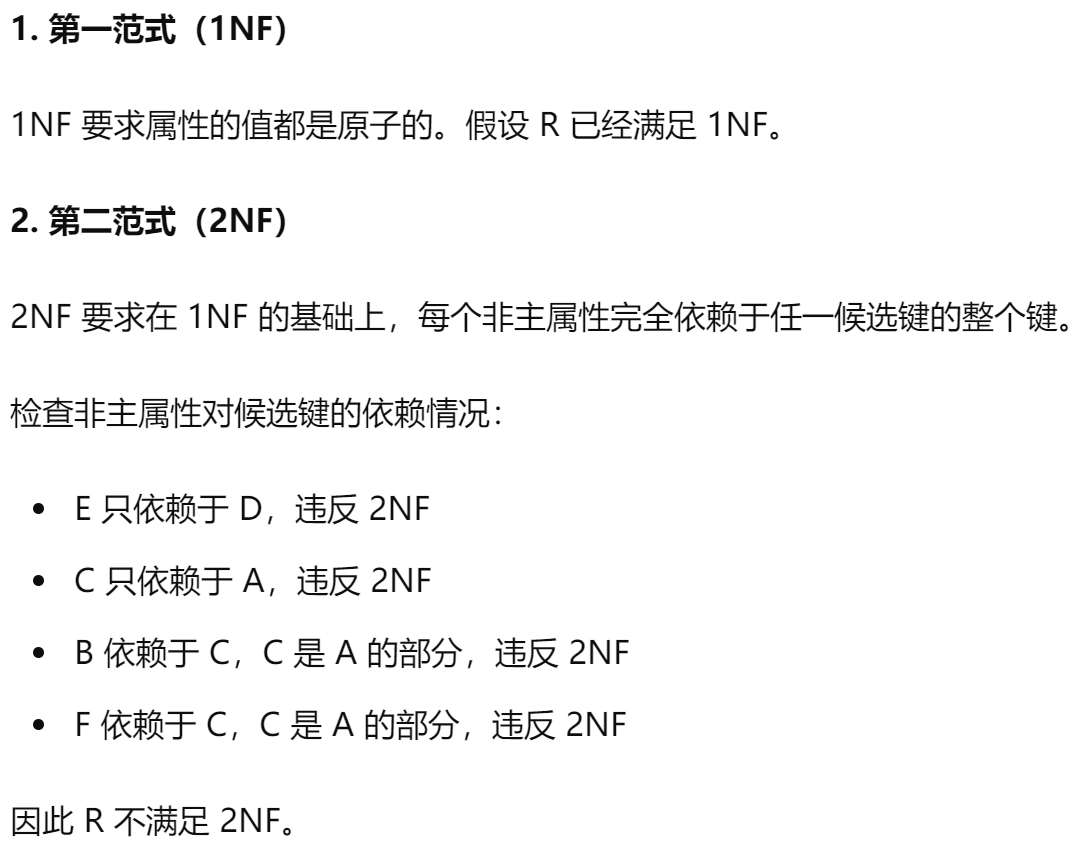 1. 第一范式（1NF）
1NF 要求属性的值都是原子的。假设 R 已经满足 1NF。
2. 第二范式（2NF）
2NF 要求在 1NF 的基础上，每个非主属性完全依赖于任一候选键的整个键。
检查非主属性对候选键的依赖情况：
• E 只依赖于 D，违反 2NF
• C 只依赖于 A，违反 2NF
• B 依赖于 C，C 是 A 的部分，违反 2NF
• F 依赖于 C，C 是 A 的部分，违反 2NF
因此 R 不满足 2NF。